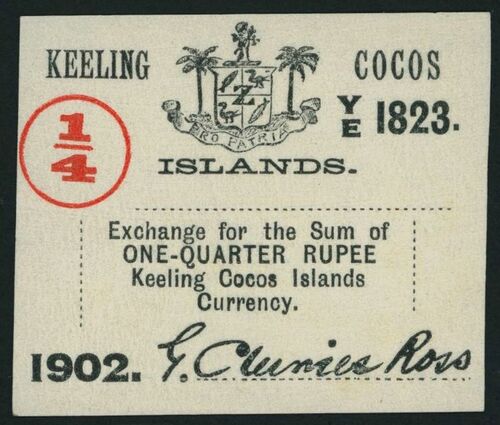 KEELING COCOS
Z
PRO PATRIA
YE 1823.
1/4
ISLANDS.
Exchange for the Sum of
ONE-QUARTER RUPEE
Keeling Cocos Islands
Currency.
1902. G. Clunies Ross